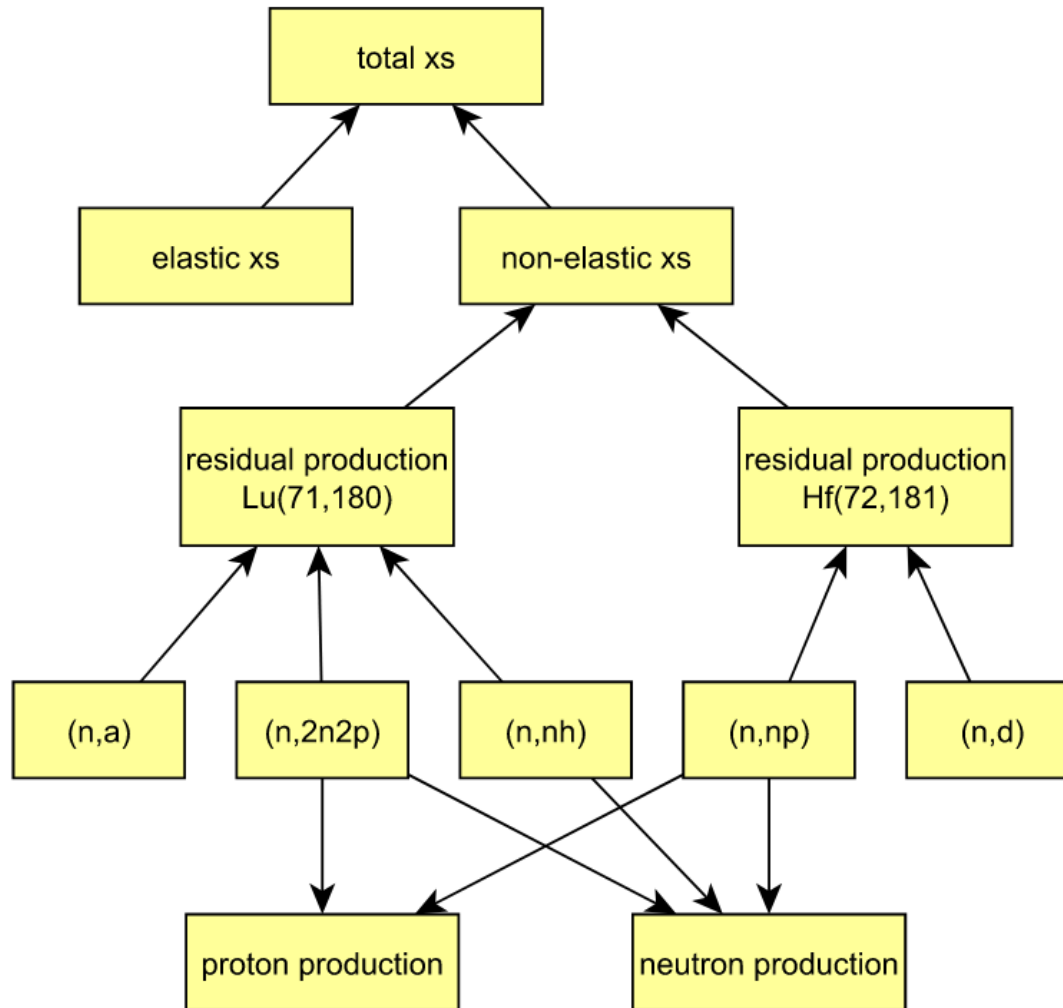 total xs
elastic xs
non-elastic xs
residual production
Lu(71,180)
residual production
Hf(72,181)
(n,a)
(n,2n2p)
(n,nh)
(n,np)
(n,d)
proton production
neutron production